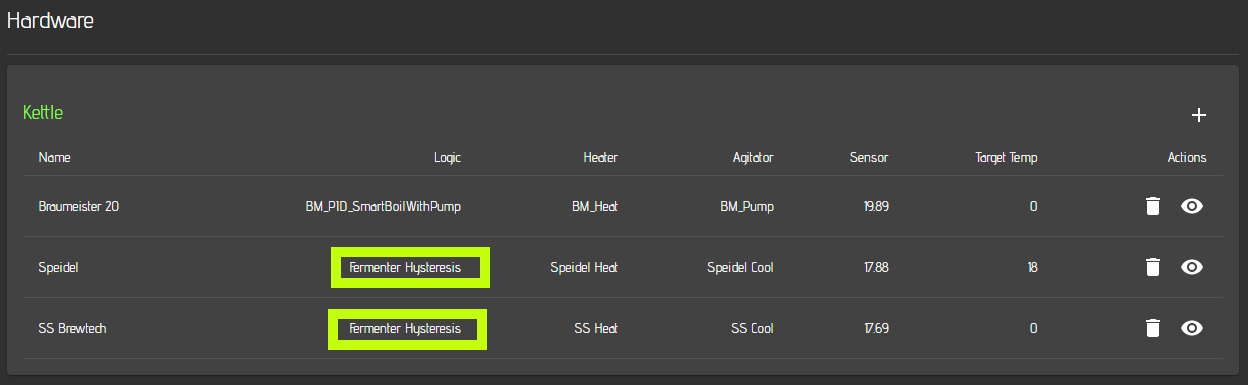 Hardware
Kettle
Name Logic Heater Agitator Sensor Target Temp Actions
Braumeister 20 BM_PID_SmartBoilWithPump BM_Heat BM_Pump 19.89 0
Speidel Fermenter Hysteresis Speidel Heat Speidel Cool 17.88 18
SS Brewtech Fermenter Hysteresis SS Heat SS Cool 17.69 0